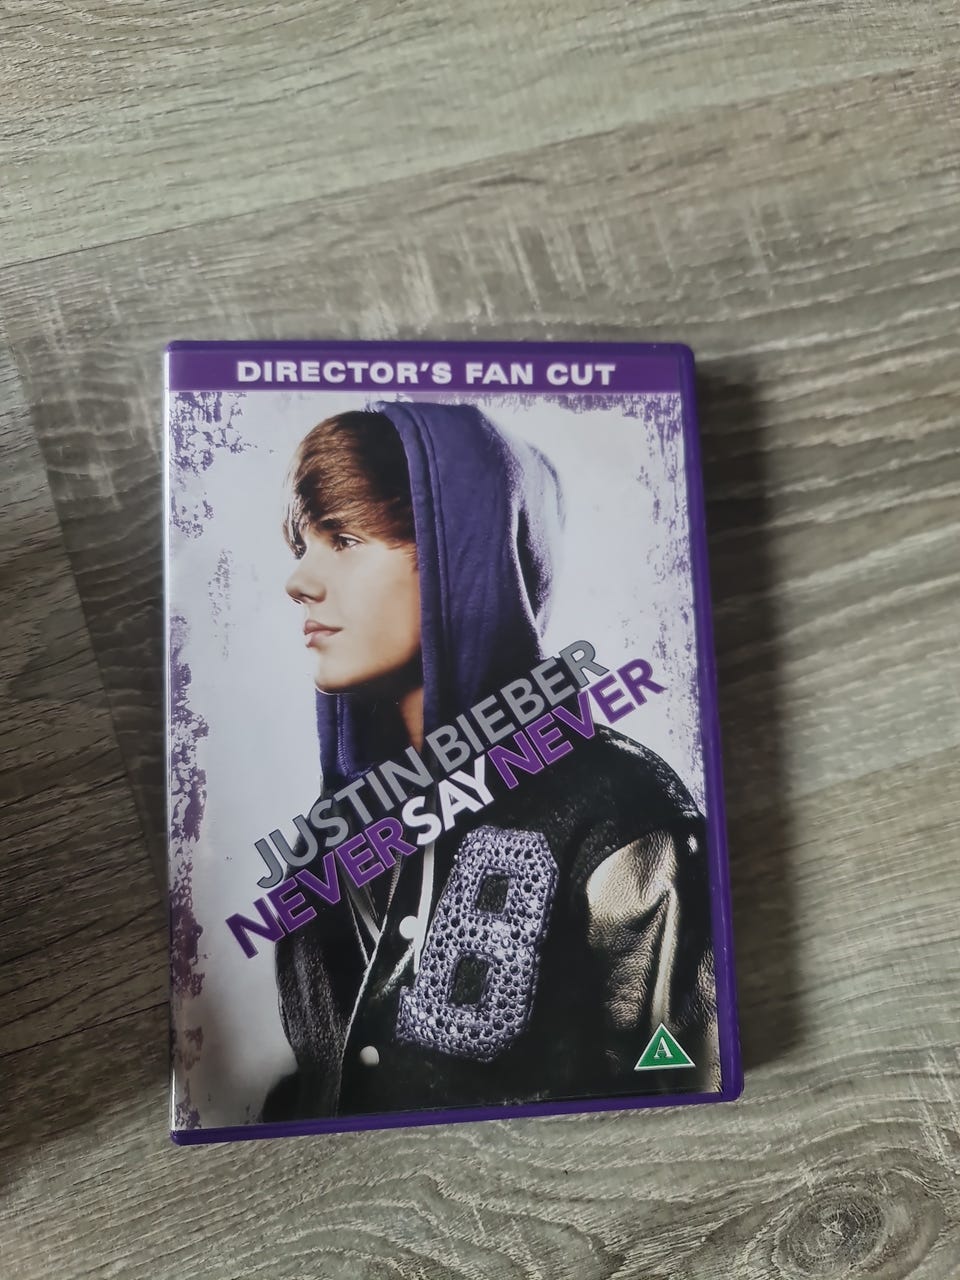 DIRECTOR'S FAN CUT
JUSTIN BIEBER
NEVER SAY NEVER
B
A